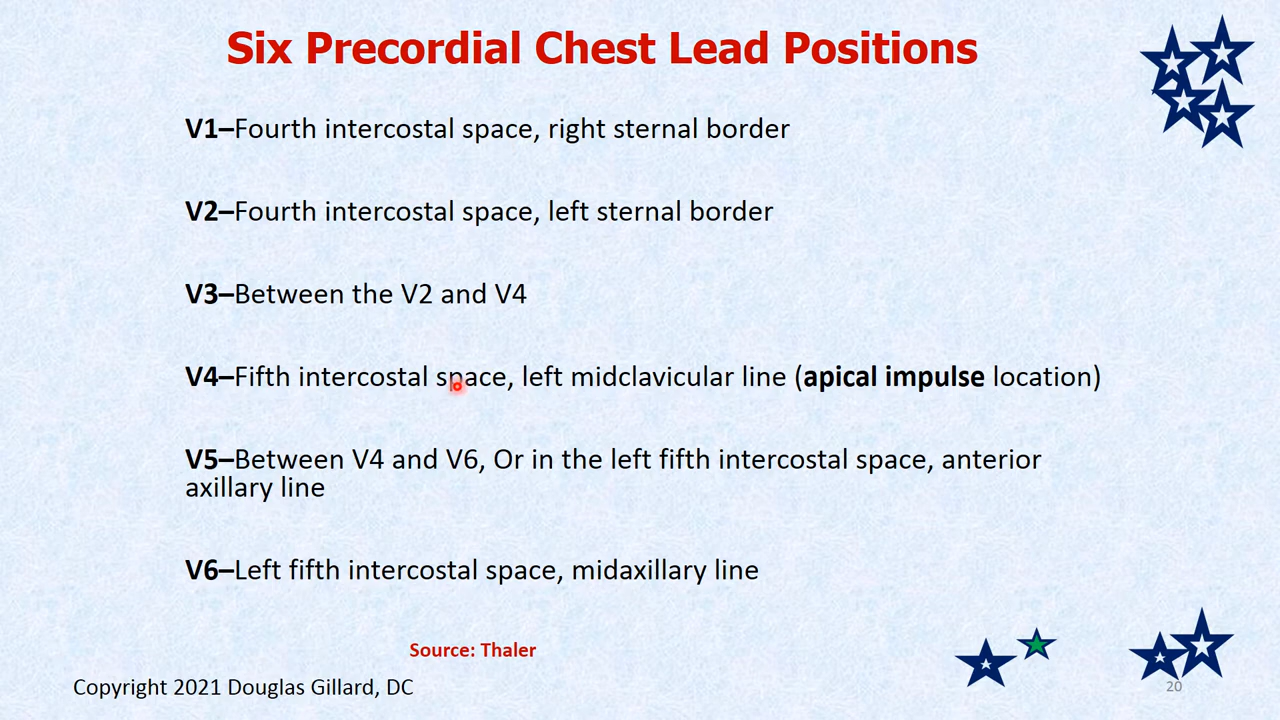 Six Precordial Chest Lead Positions
V1–Fourth intercostal space, right sternal border
V2–Fourth intercostal space, left sternal border
V3–Between the V2 and V4
V4–Fifth intercostal space, left midclavicular line (apical impulse location)
V5–Between V4 and V6, Or in the left fifth intercostal space, anterior
axillary line
V6–Left fifth intercostal space, midaxillary line
Source: Thaler
Copyright 2021 Douglas Gillard, DC
20